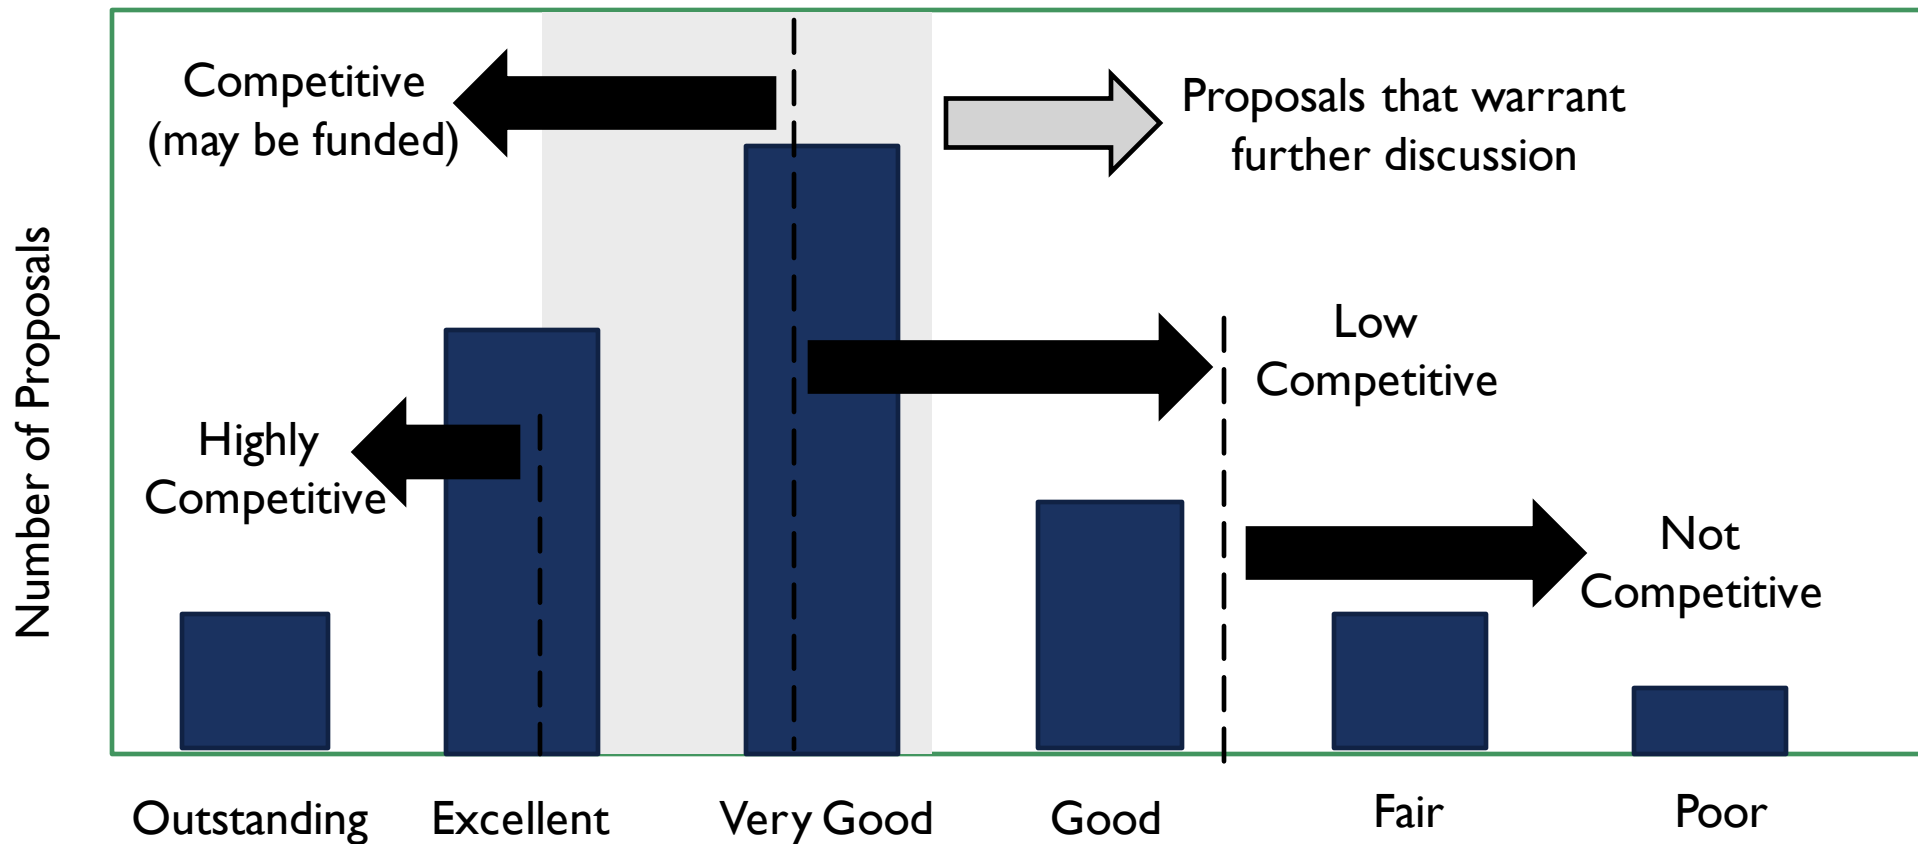 Competitive
(may be funded)
Proposals that warrant
further discussion
Number of Proposals
Low
Competitive
Highly
Competitive
Not
Competitive
Outstanding
Excellent
Very Good
Good
Fair
Poor